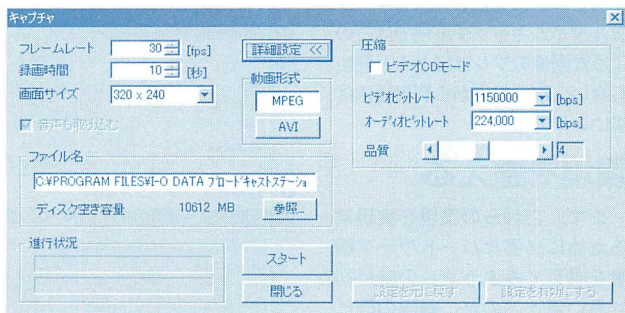 キャプチャ
フレームレート 30 [fps]
録画時間 10 [秒]
画面サイズ 320 x 240
音声も取り込む
詳細設定 <<
動画形式
MPEG
AVI
ファイル名
C:¥PROGRAM FILES¥I-O DATA ブロードキャストステーショ
ディスク空き容量 10612 MB 参照...
進行状況
スタート
閉じる
圧縮
ビデオCDモード
ビデオビットレート 1150000 [bps]
オーディオビットレート 224,000 [bps]
品質 4
設定を元に戻す 設定を有効にする